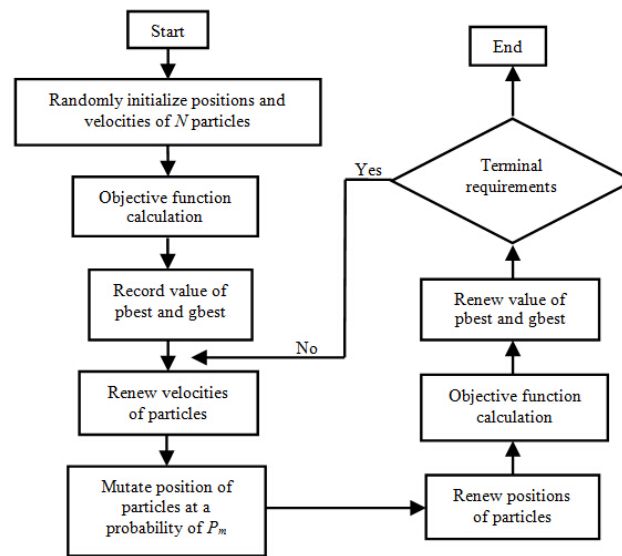 Start
Randomly initialize positions and
velocities of N particles
Objective function
calculation
Record value of
pbest and gbest
Renew velocities
of particles
Mutate position of
particles at a
probability of Pm
Renew positions
of particles
Objective function
calculation
Renew value of
pbest and gbest
Terminal
requirements
Yes
No
End